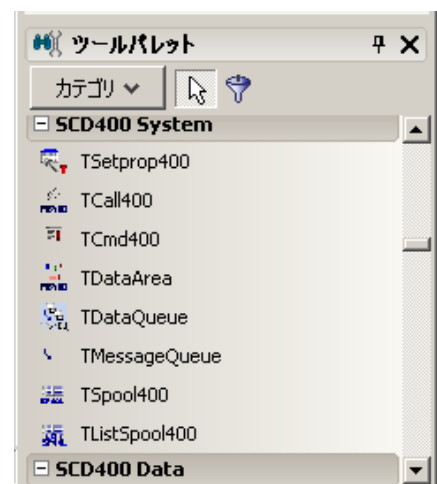 ツールパレット
カテゴリ
SCD400 System
TSetprop400
TCall400
TCmd400
TDataArea
TDataQueue
TMessageQueue
TSpool400
TListSpool400
SCD400 Data